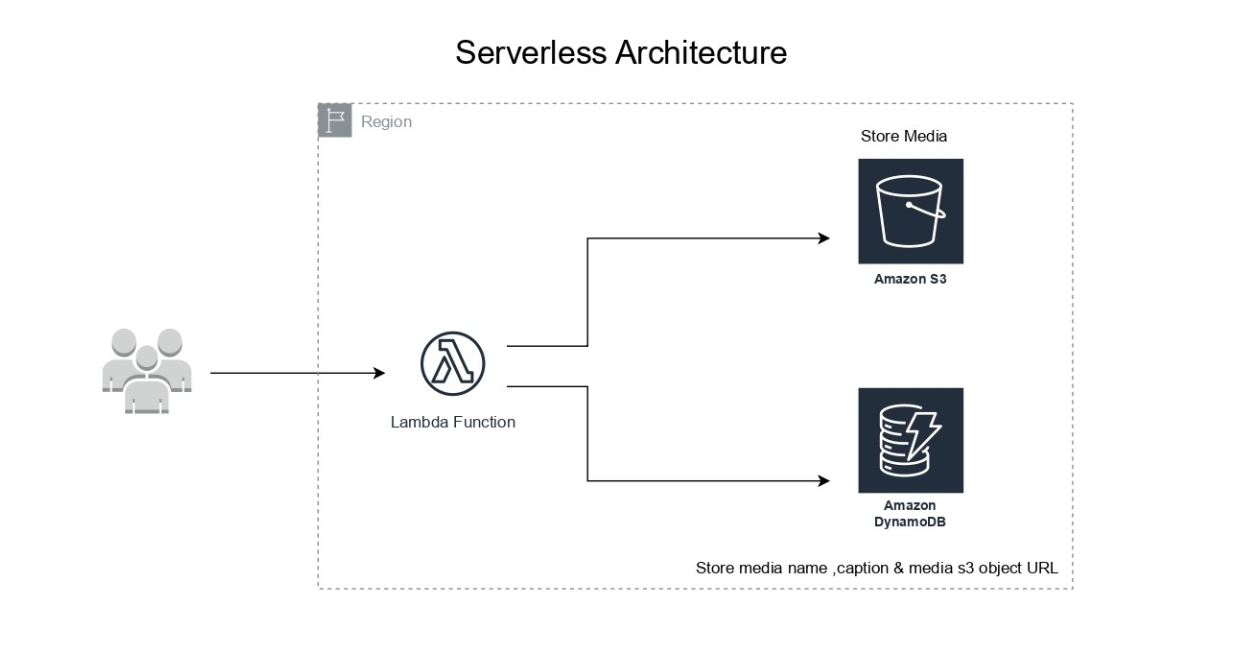 Serverless Architecture
Region
Store Media
Amazon S3
Lambda Function
Amazon
DynamoDB
Store media name ,caption & media s3 object URL